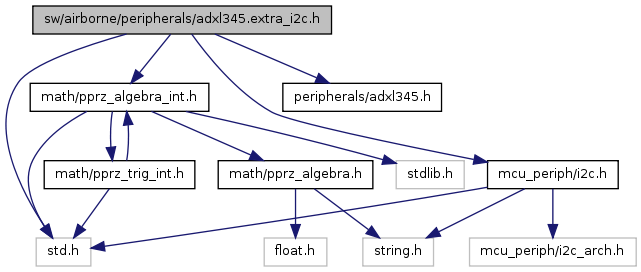 sw/airborne/peripherals/adxl345.extra_i2c.h
math/pprz_algebra_int.h
peripherals/adxl345.h
math/pprz_trig_int.h
math/pprz_algebra.h
stdlib.h
mcu_periph/i2c.h
std.h
float.h
string.h
mcu_periph/i2c_arch.h